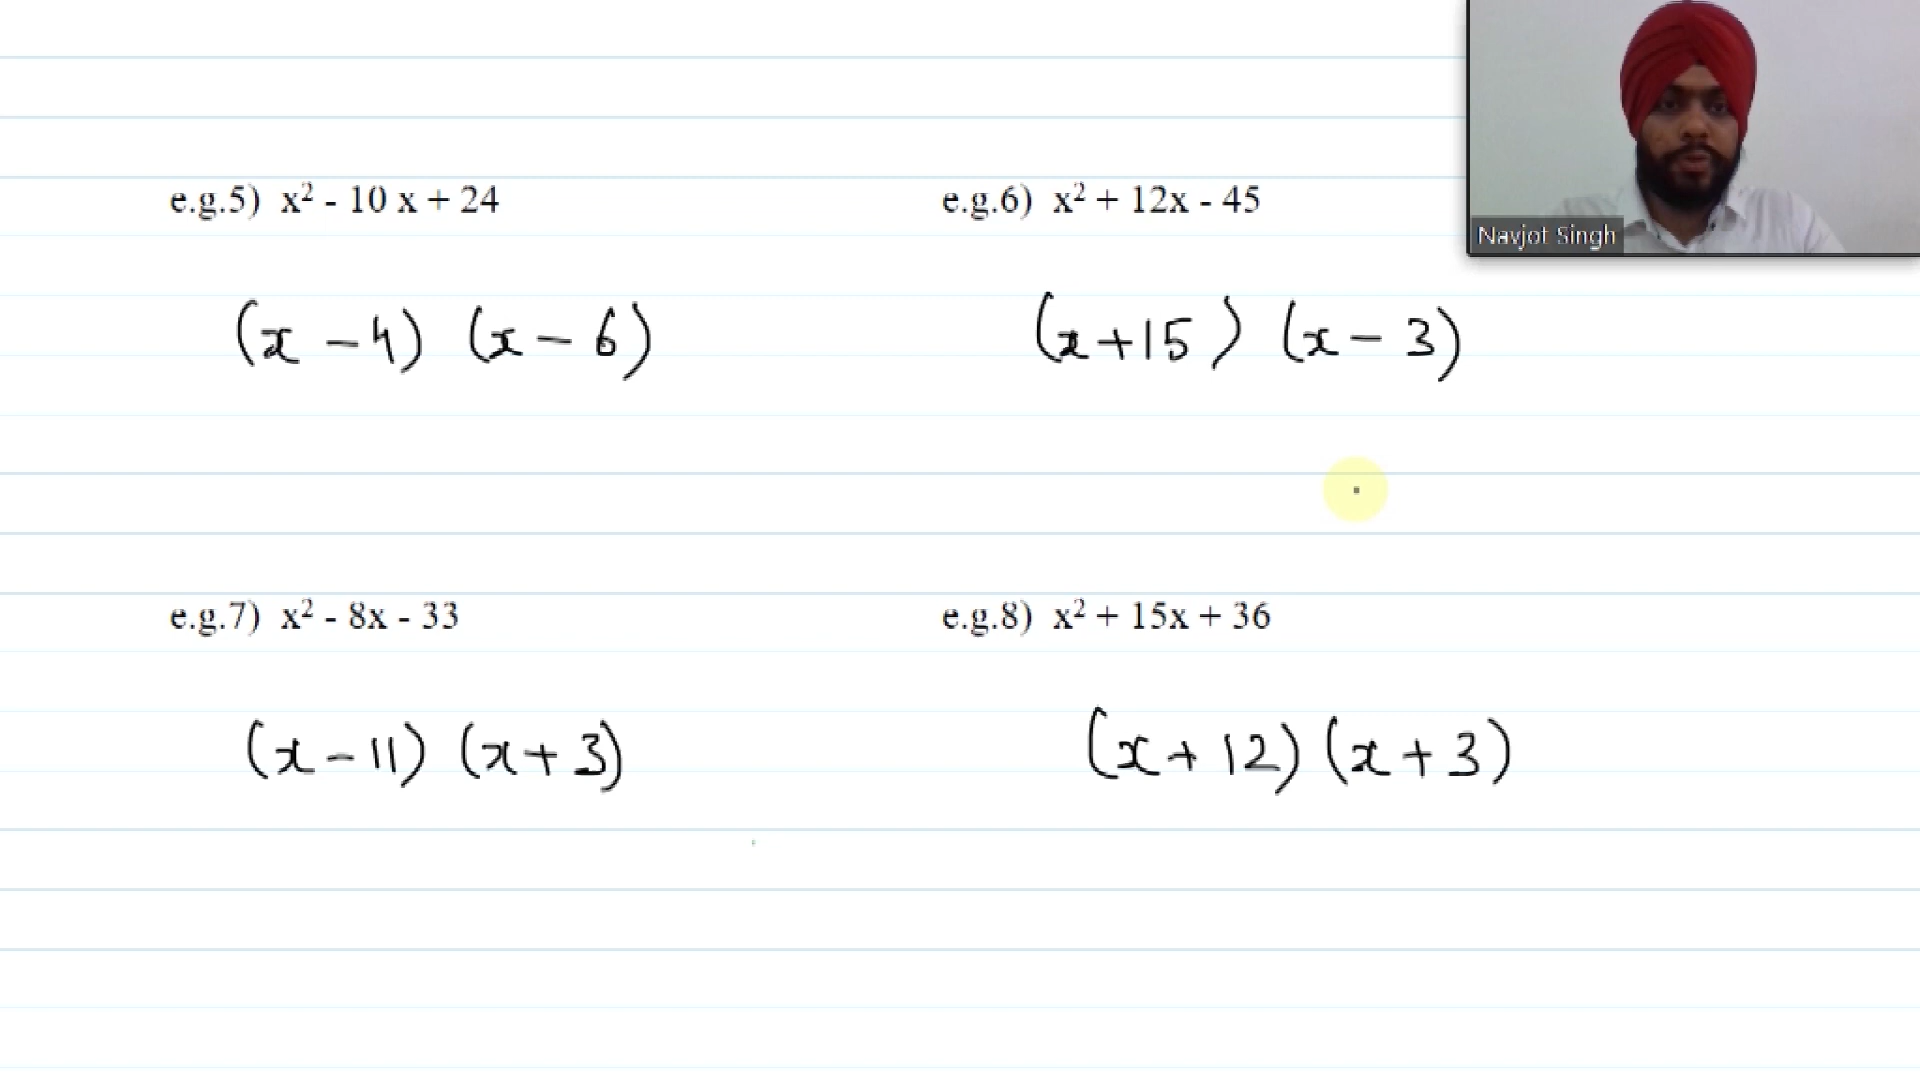 e.g.5) x² - 10 x + 24
e.g.6) x² + 12x - 45
Navjot Singh
(x - 4) (x - 6)
(x + 15) (x - 3)
e.g.7) x² - 8x - 33
e.g.8) x² + 15x + 36
(x - 11) (x + 3)
(x + 12) (x + 3)